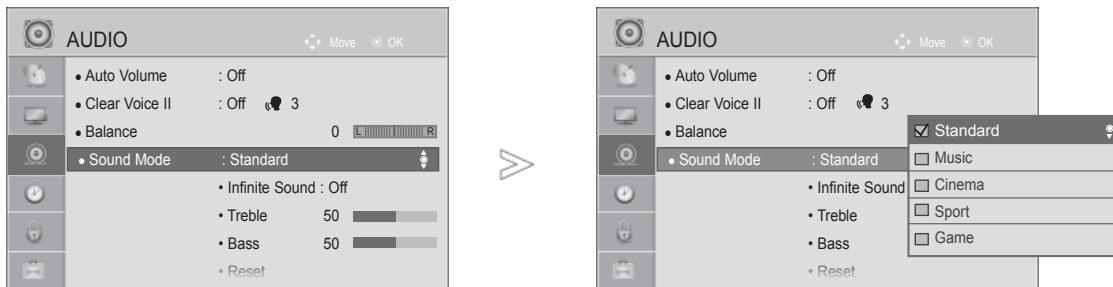 AUDIO
Move OK
• Auto Volume : Off
• Clear Voice II : Off 3
• Balance 0 L R
• Sound Mode : Standard
• Infinite Sound : Off
• Treble 50
• Bass 50
• Reset
AUDIO
Move OK
• Auto Volume : Off
• Clear Voice II : Off 3
• Balance
• Sound Mode : Standard
• Infinite Sound
• Treble
• Bass
• Reset
Standard
Music
Cinema
Sport
Game